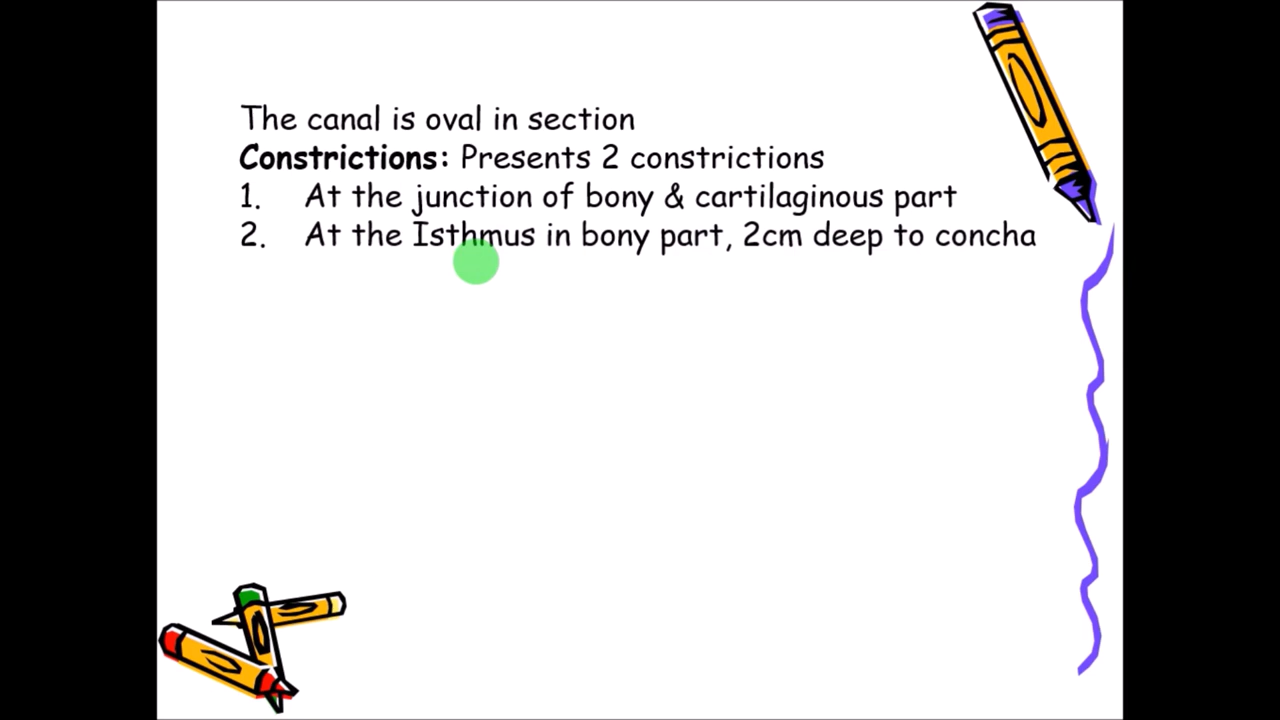 The canal is oval in section
Constrictions: Presents 2 constrictions
1. At the junction of bony & cartilaginous part
2. At the Isthmus in bony part, 2cm deep to concha